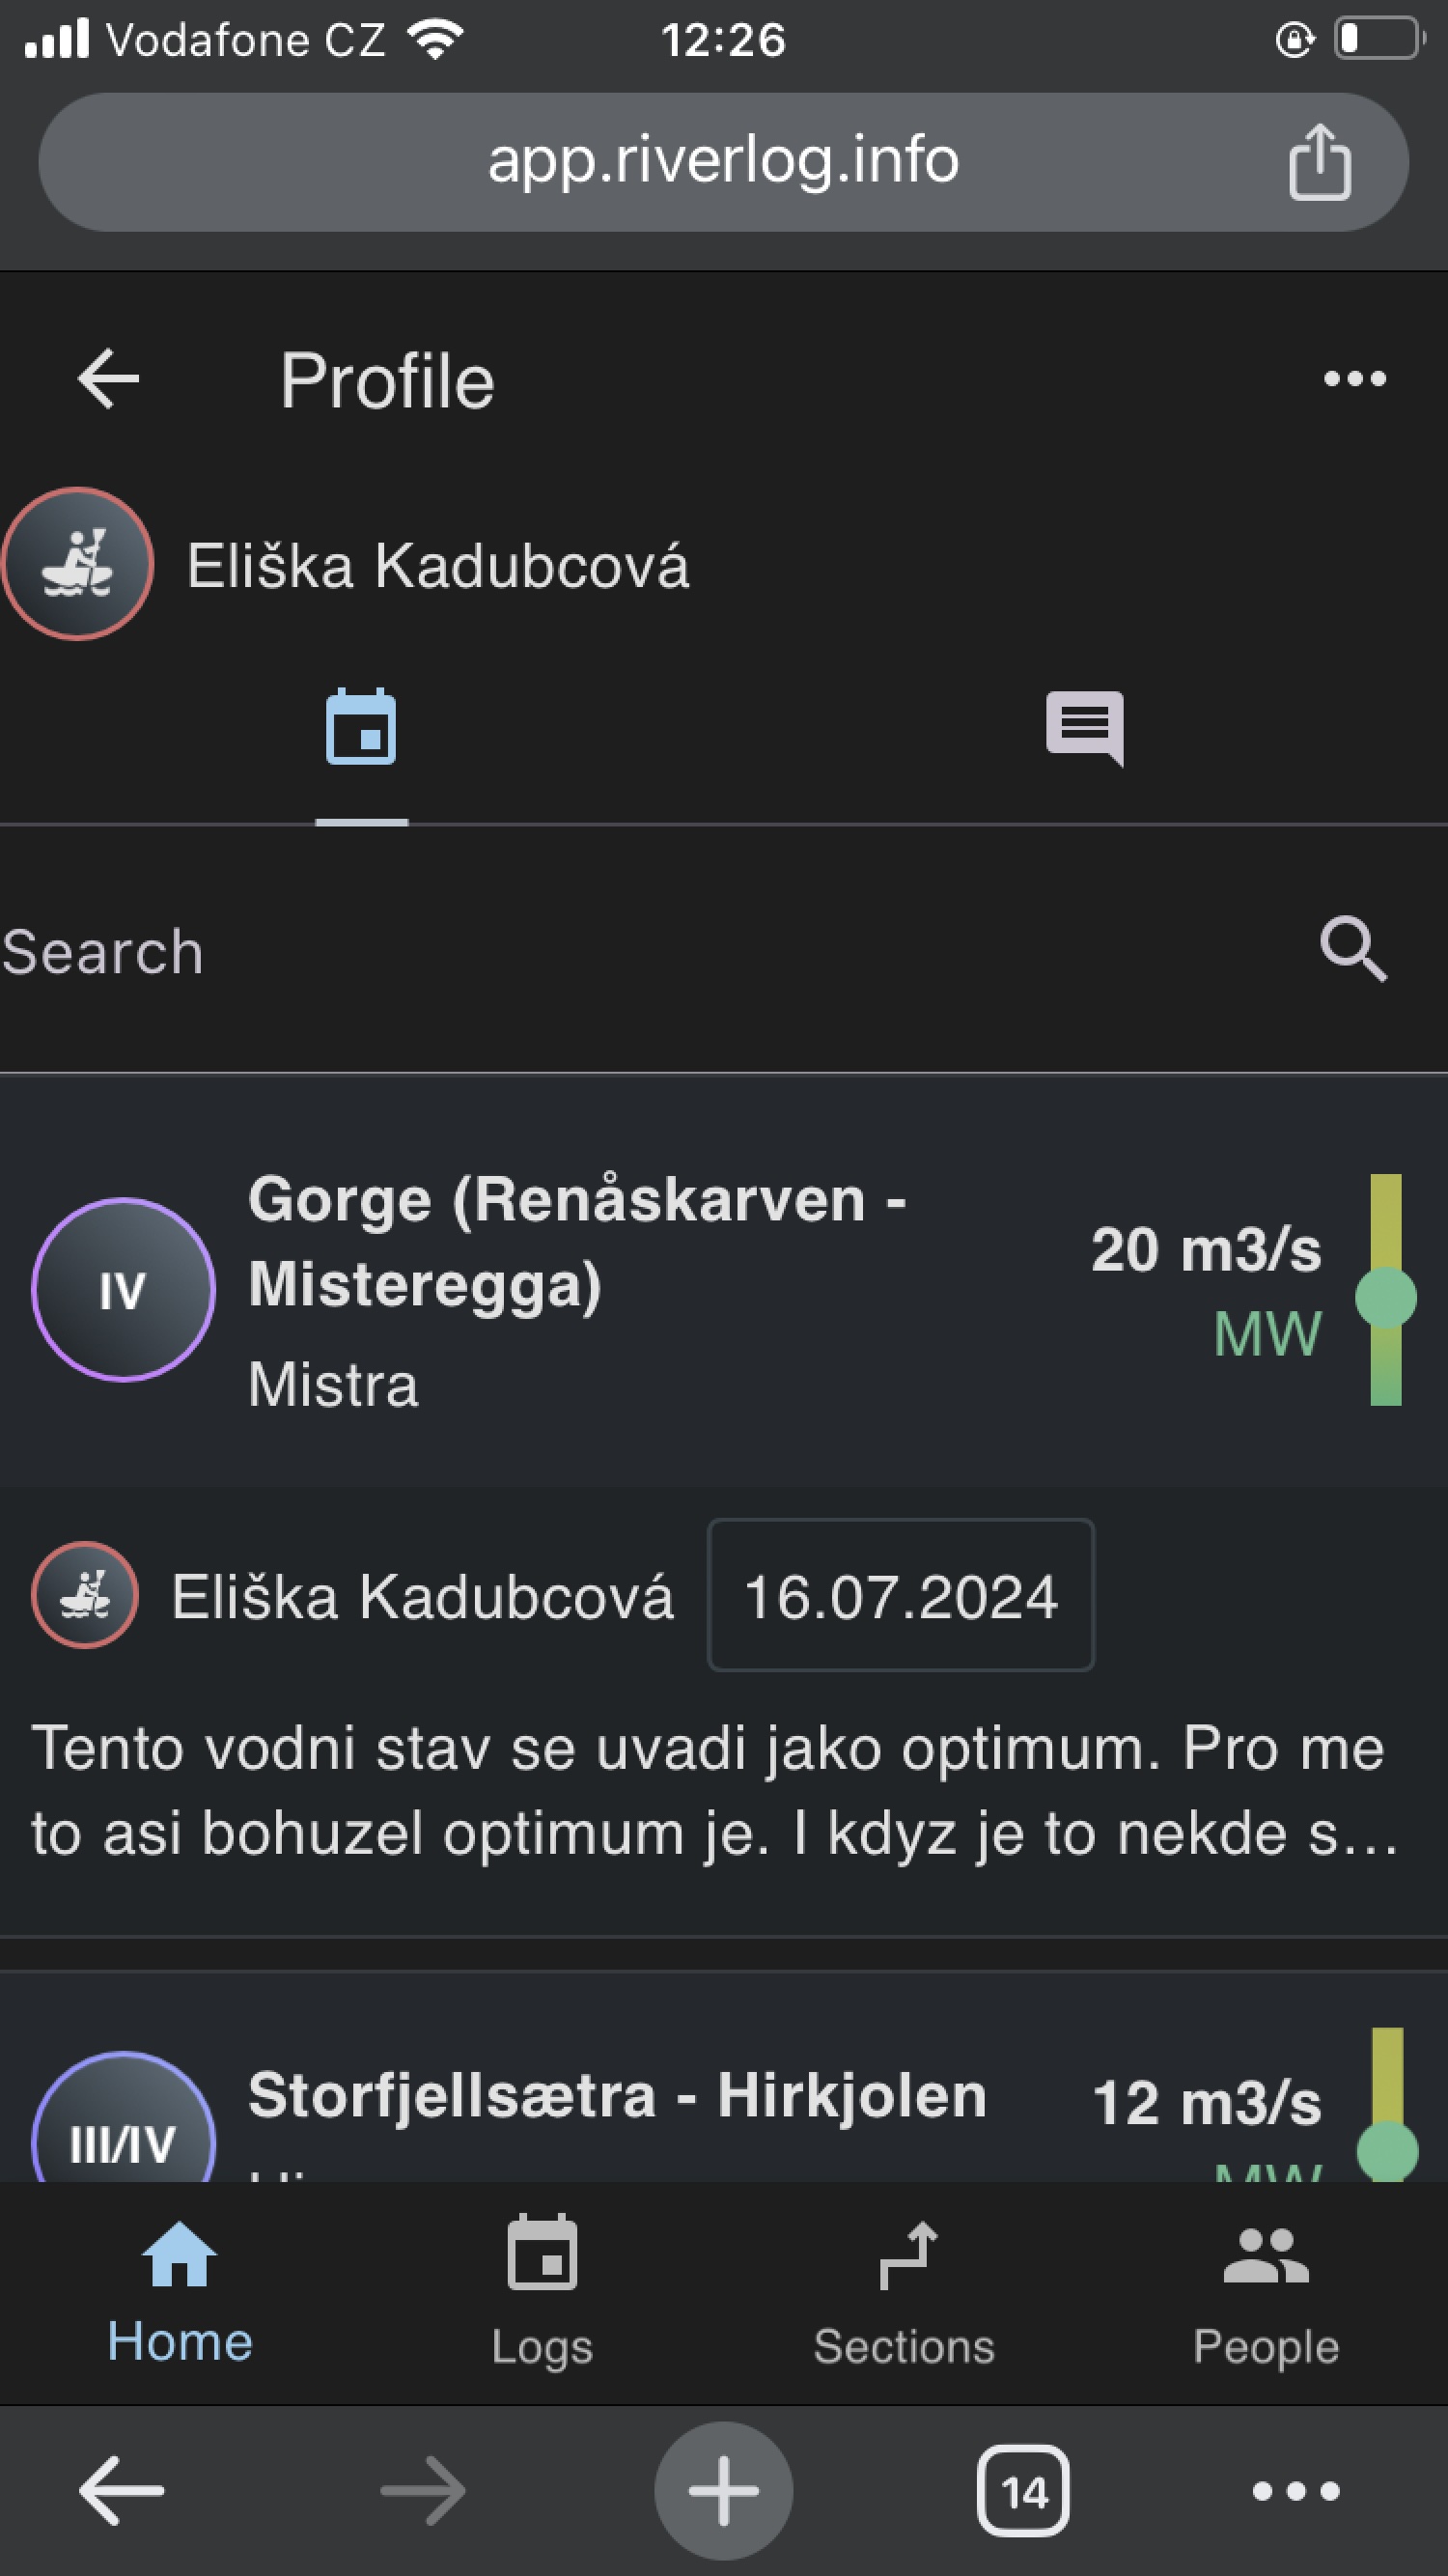 Vodafone CZ 12:26
app.riverlog.info
Profile
Eliška Kadubcová
Search
Gorge (Renåskarven -
Misteregga)
Mistra
IV
20 m3/s
MW
Eliška Kadubcová 16.07.2024
Tento vodni stav se uvadi jako optimum. Pro me
to asi bohuzel optimum je. I kdyz je to nekde s...
III/IV
Storfjellsætra - Hirkjolen
12 m3/s
MW
Home Logs Sections People
14